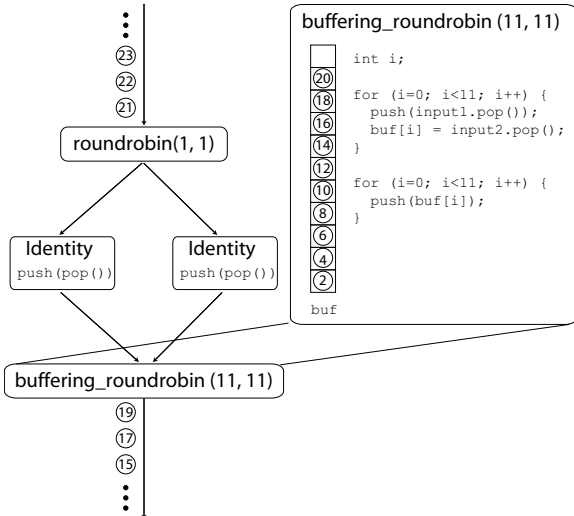 23
22
21
roundrobin(1, 1)
Identity
push(pop())
Identity
push(pop())
buffering_roundrobin (11, 11)
19
17
15
buffering_roundrobin (11, 11)
20
18
16
14
12
10
8
6
4
2
buf
int i;
for (i=0; i<11; i++) {
push(input1.pop());
buf[i] = input2.pop();
}
for (i=0; i<11; i++) {
push(buf[i]);
}